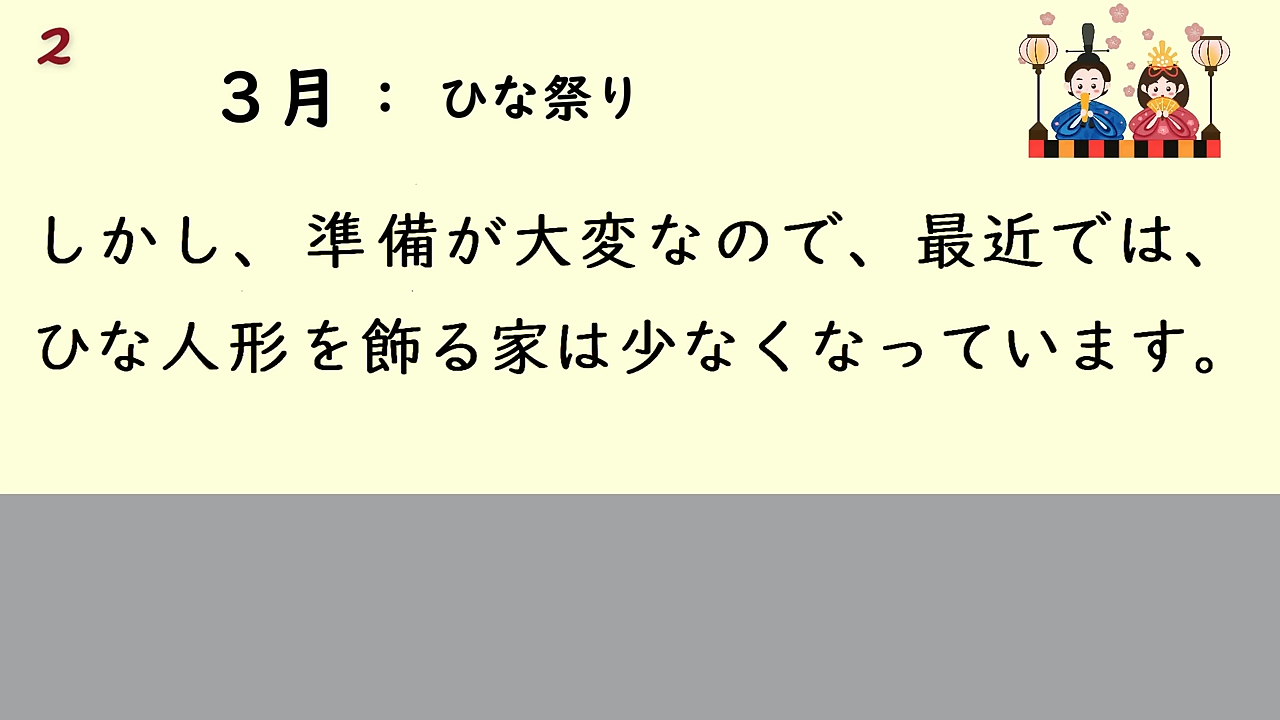 2
３月：ひな祭り
しかし、準備が大変なので、最近では、
ひな人形を飾る家は少なくなっています。